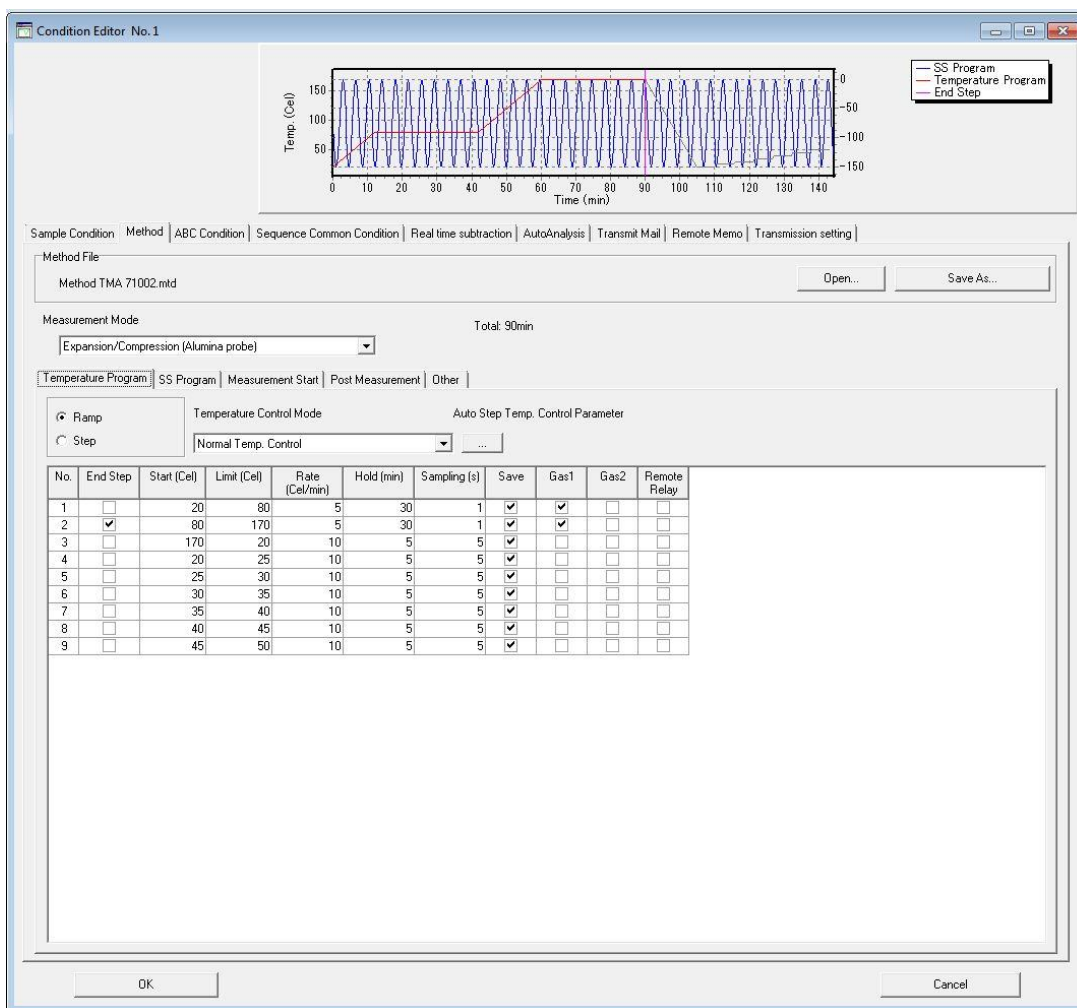 Condition Editor No. 1
SS Program
Temperature Program
End Step
Temp. (Cel)
150
100
50
0
-50
-100
-150
0 10 20 30 40 50 60 70 80 90 100 110 120 130 140
Time (min)
Sample Condition Method ABC Condition Sequence Common Condition Real time subtraction AutoAnalysis Transmit Mail Remote Memo Transmission setting
Method File
Method TMA 71002.mtd
Open... Save As...
Measurement Mode
Total: 90min
Expansion/Compression (Alumina probe)
Temperature Program SS Program Measurement Start Post Measurement Other
Ramp
Step
Temperature Control Mode Auto Step Temp. Control Parameter
Normal Temp. Control ...
No. End Step Start (Cel) Limit (Cel) Rate (Cel/min) Hold (min) Sampling (s) Save Gas1 Gas2 Remote Relay
1 20 80 5 30 1
2 80 170 5 30 1
3 170 20 10 5 5
4 20 25 10 5 5
5 25 30 10 5 5
6 30 35 10 5 5
7 35 40 10 5 5
8 40 45 10 5 5
9 45 50 10 5 5
OK Cancel